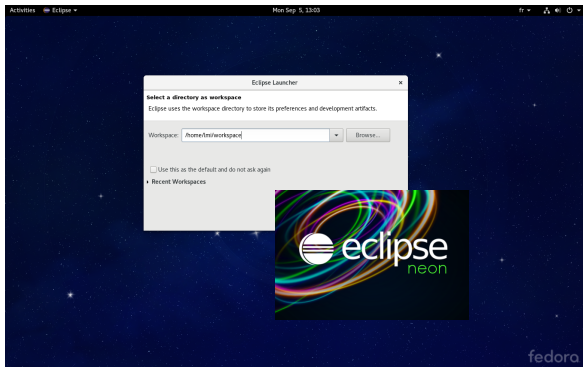 Activities Eclipse Mon Sep 5, 13:03 fr
Eclipse Launcher
Select a directory as workspace
Eclipse uses the workspace directory to store its preferences and development artifacts.
Workspace: /home/lmi/workspace Browse...
Use this as the default and do not ask again
Recent Workspaces
eclipse
neon
fedora